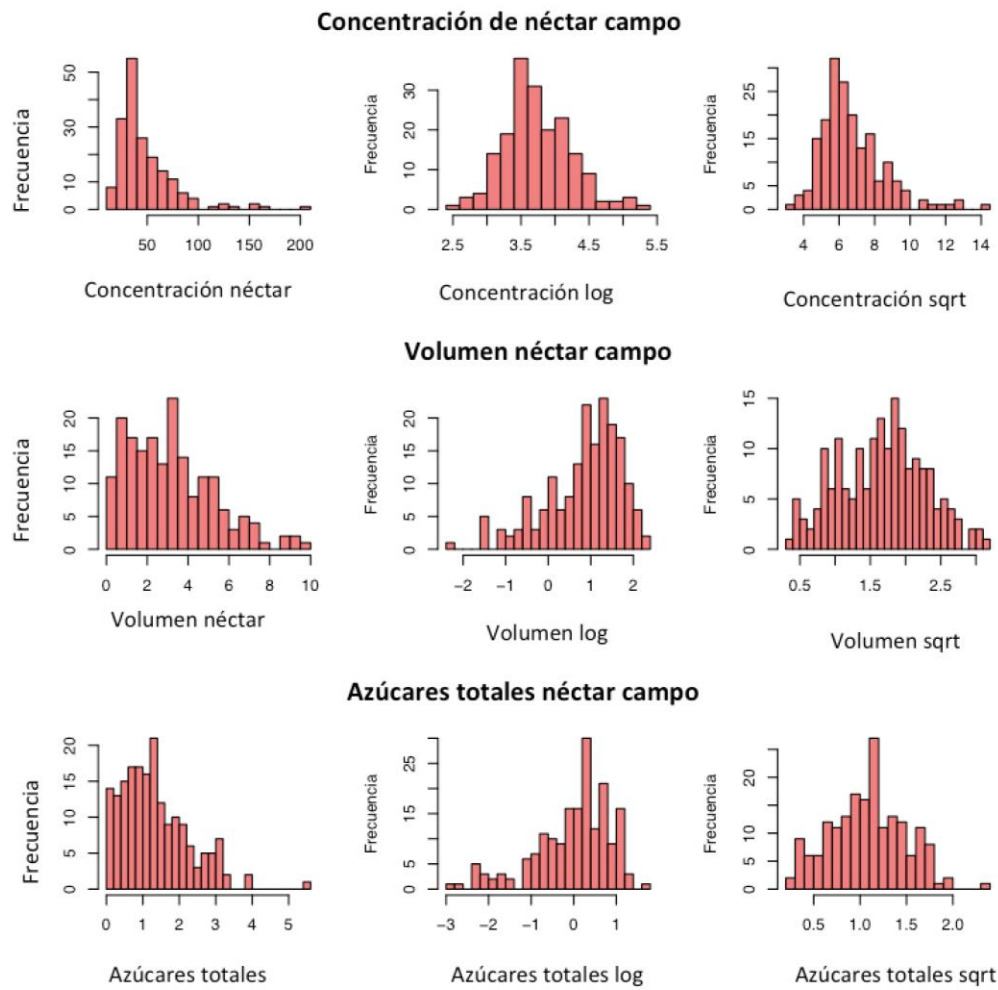 Concentración de néctar campo
Frecuencia
0 10 30 50
50 100 150 200
Concentración néctar
Frecuencia
0 10 20 30
2.5 3.5 4.5 5.5
Concentración log
Frecuencia
0 5 15 25
4 6 8 10 12 14
Concentración sqrt
Volumen néctar campo
Frecuencia
0 5 10 15 20
0 2 4 6 8 10
Volumen néctar
Frecuencia
0 5 10 15 20
−2 −1 0 1 2
Volumen log
Frecuencia
0 5 10 15
0.5 1.5 2.5
Volumen sqrt
Azúcares totales néctar campo
Frecuencia
0 5 10 15 20
0 1 2 3 4 5
Azúcares totales
Frecuencia
0 5 15 25
−3 −2 −1 0 1
Azúcares totales log
Frecuencia
0 5 10 20
0.5 1.0 1.5 2.0
Azúcares totales sqrt